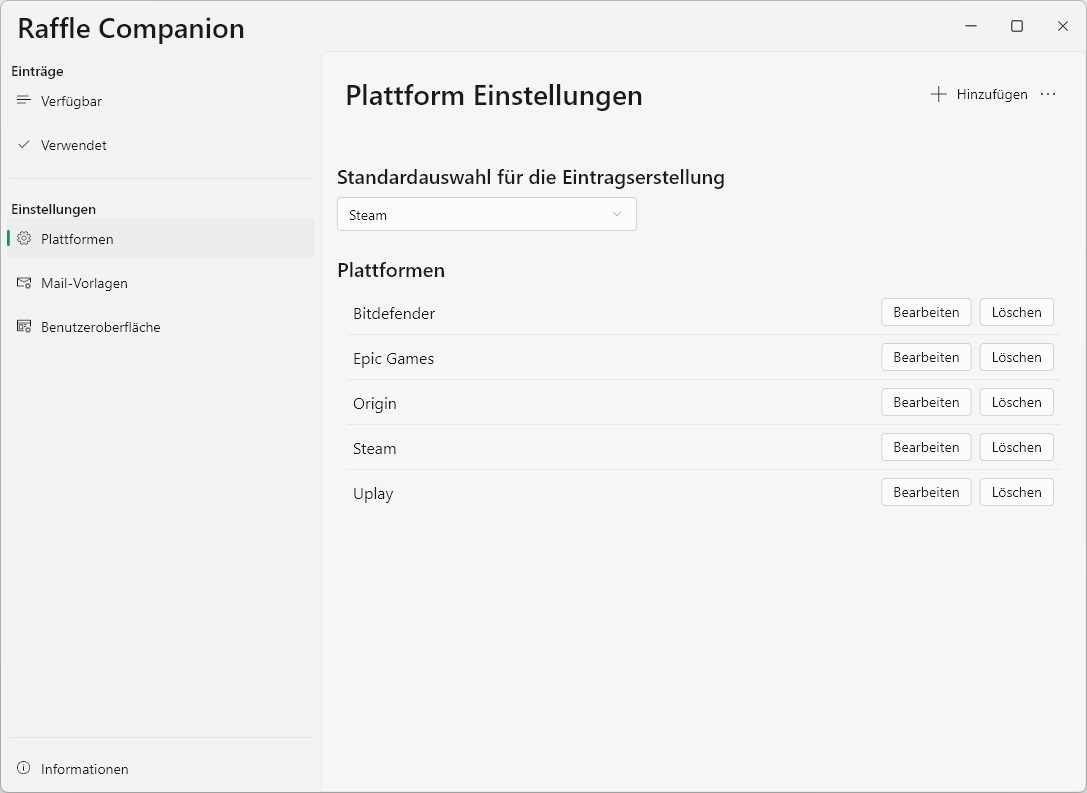 Raffle Companion
Einträge
Verfügbar
Verwendet
Einstellungen
Plattformen
Mail-Vorlagen
Benutzeroberfläche
Informationen
Plattform Einstellungen
Hinzufügen
Standardauswahl für die Eintragserstellung
Steam
Plattformen
Bitdefender Bearbeiten Löschen
Epic Games Bearbeiten Löschen
Origin Bearbeiten Löschen
Steam Bearbeiten Löschen
Uplay Bearbeiten Löschen